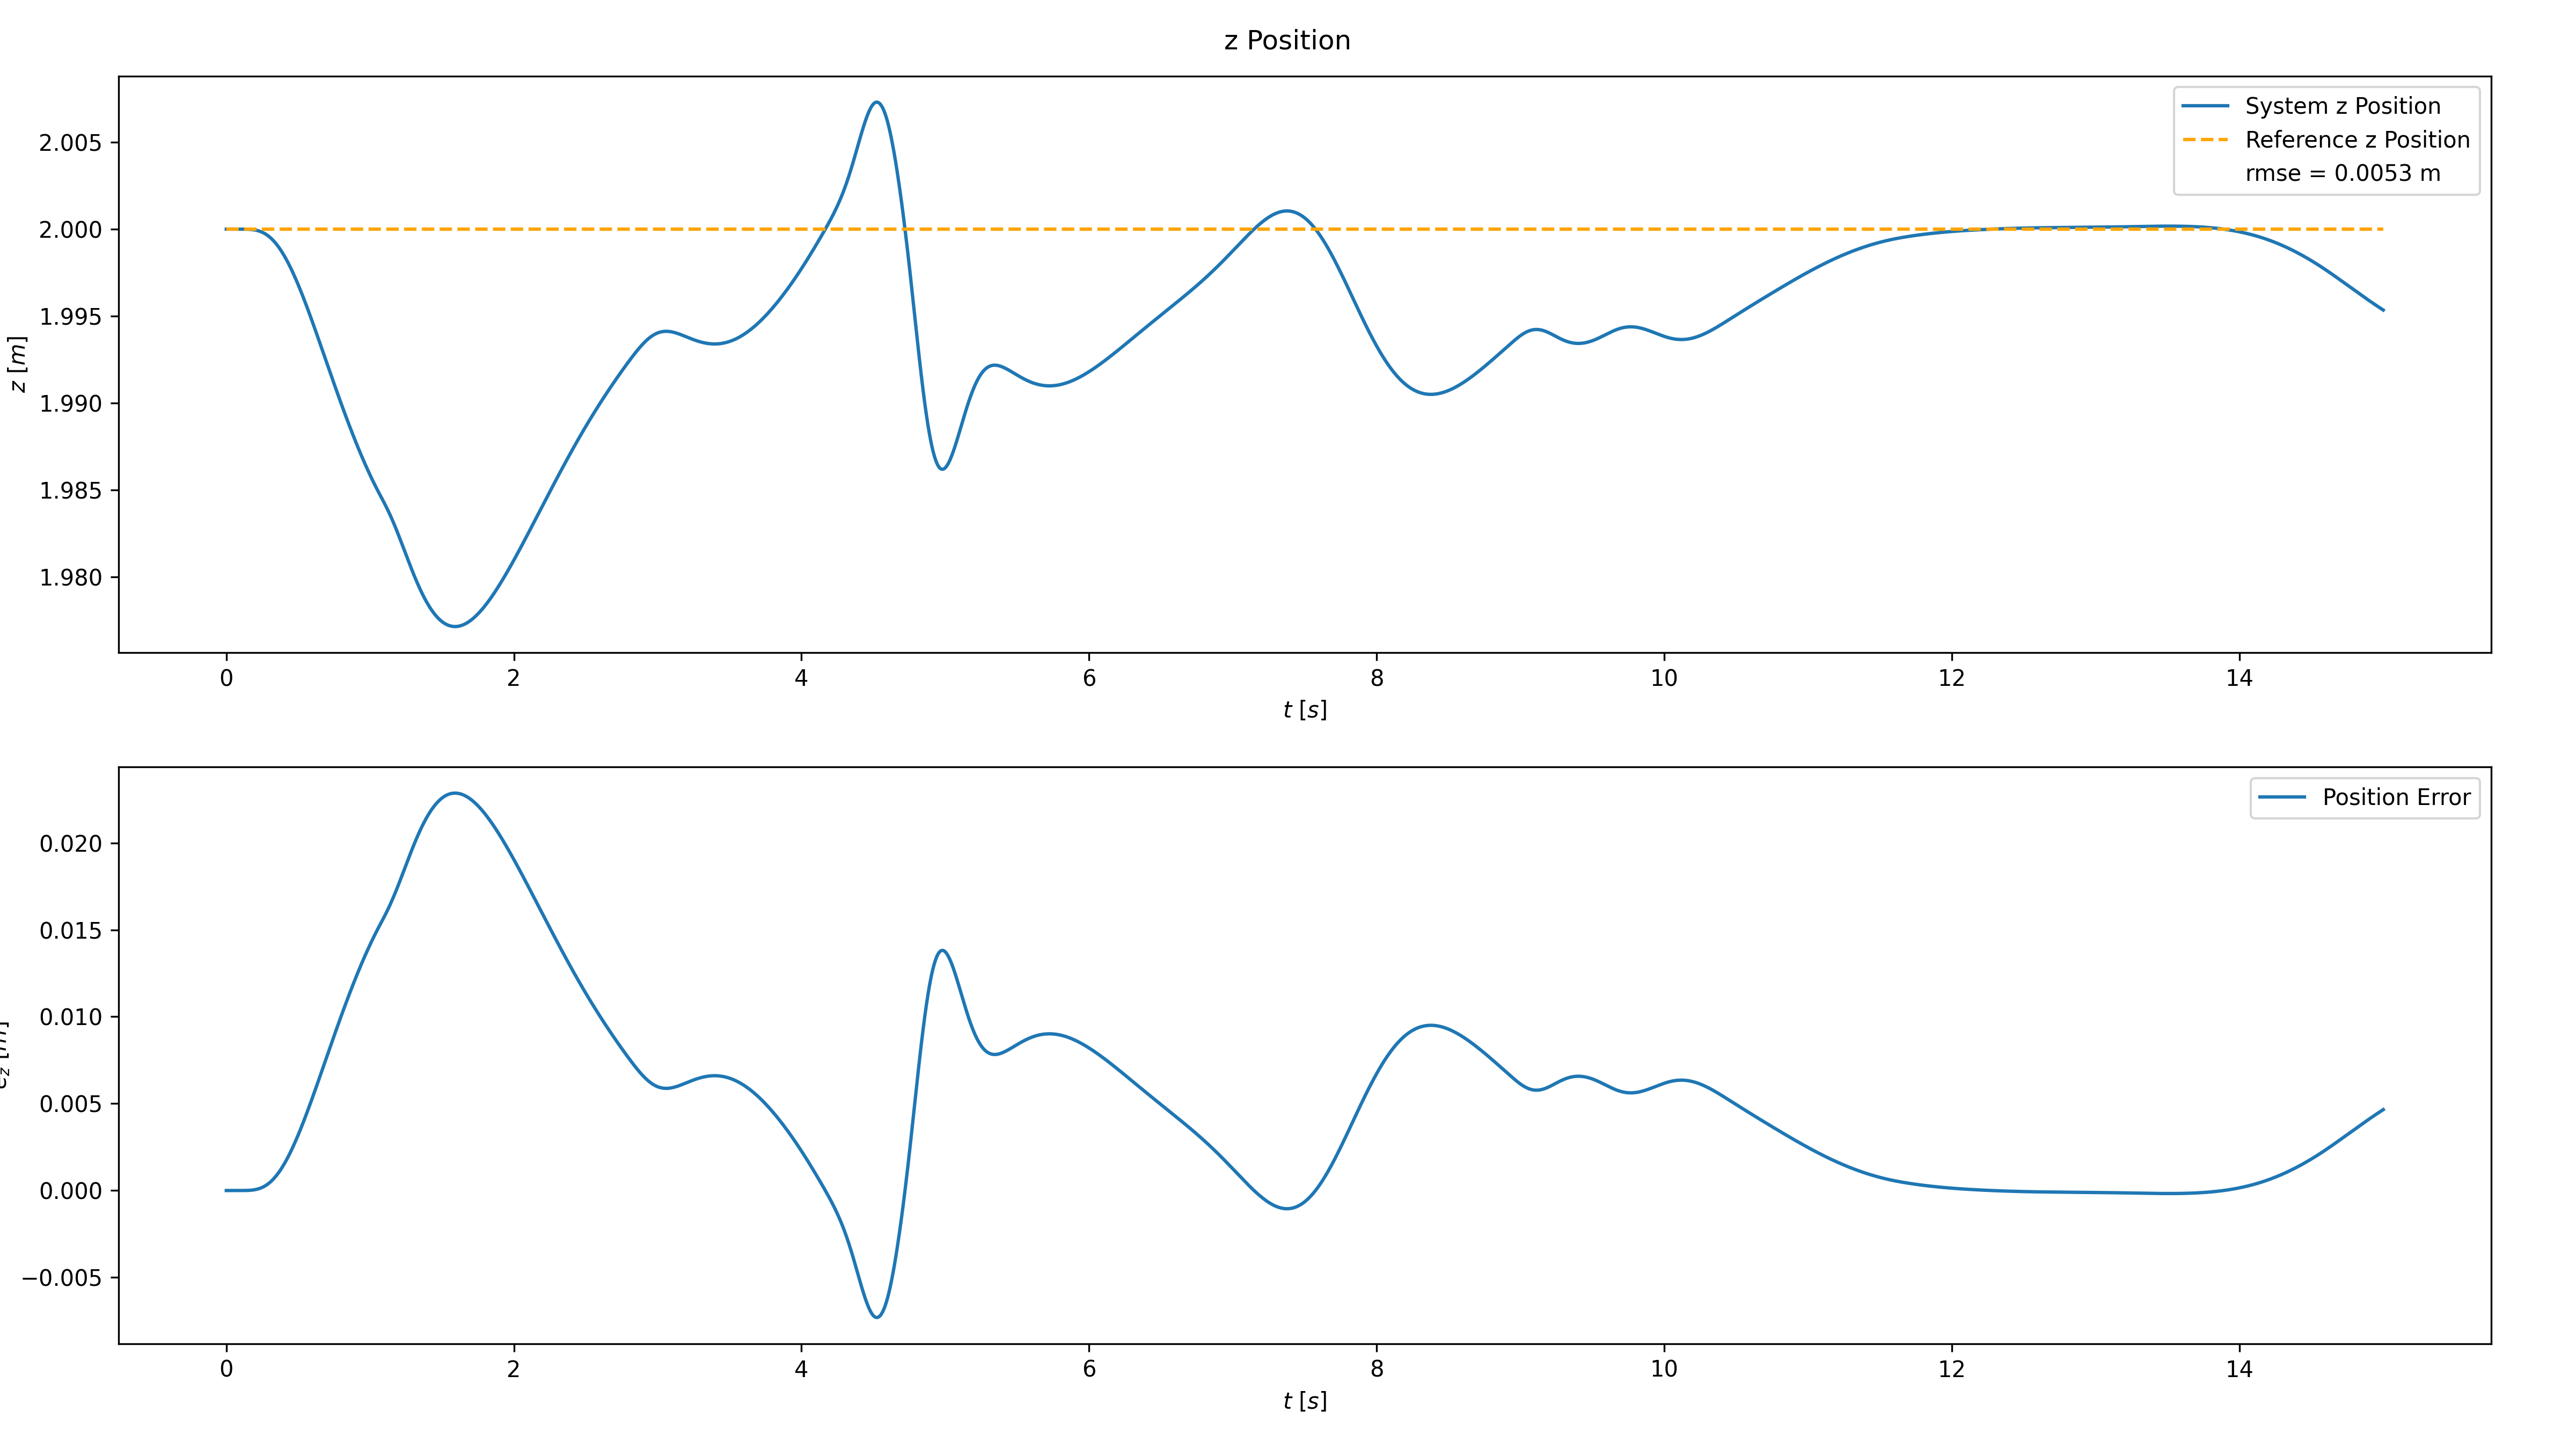 z Position
System z Position
Reference z Position
rmse = 0.0053 m
2.005
2.000
1.995
1.990
1.985
1.980
z [m]
0 2 4 6 8 10 12 14
t [s]
Position Error
0.020
0.015
0.010
0.005
0.000
−0.005
0 2 4 6 8 10 12 14
t [s]